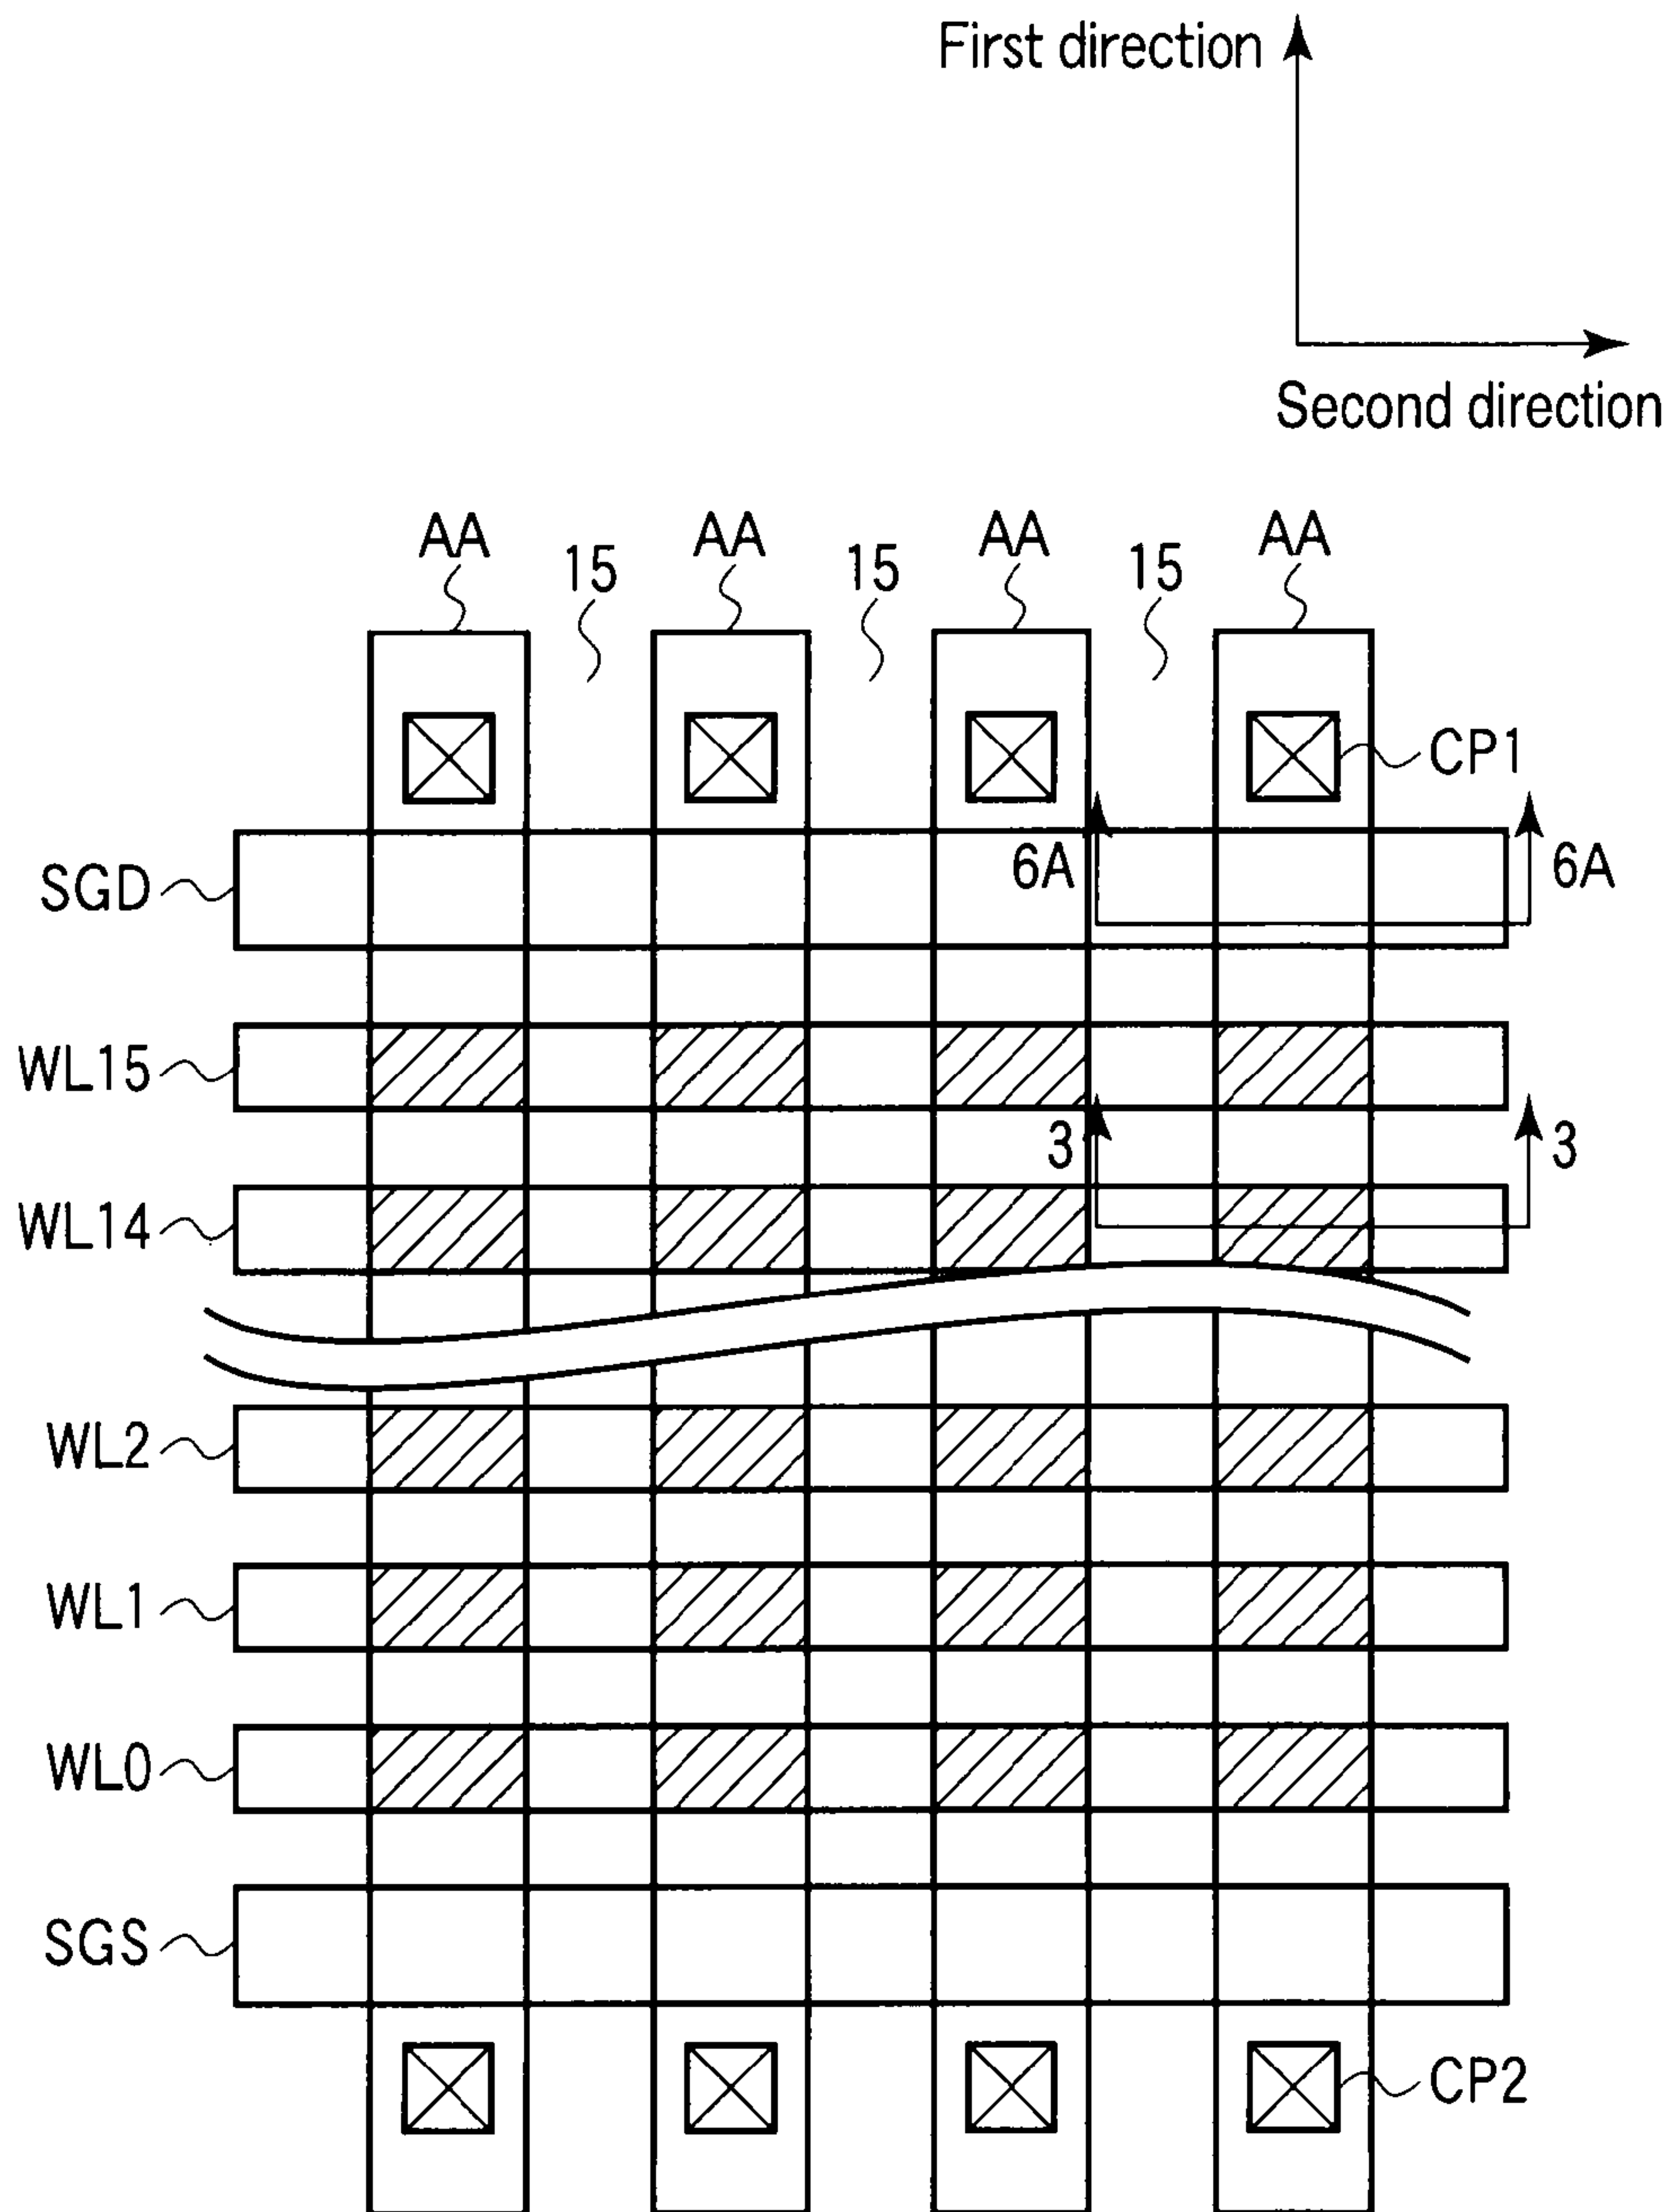 First direction
Second direction
AA AA AA AA
15 15 15
CP1
SGD
6A 6A
WL15
3 3
WL14
WL2
WL1
WL0
SGS
CP2